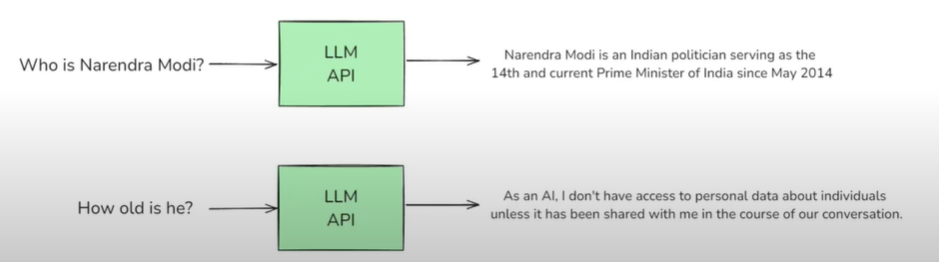 Who is Narendra Modi?
LLM
API
Narendra Modi is an Indian politician serving as the
14th and current Prime Minister of India since May 2014
How old is he?
LLM
API
As an AI, I don't have access to personal data about individuals
unless it has been shared with me in the course of our conversation.